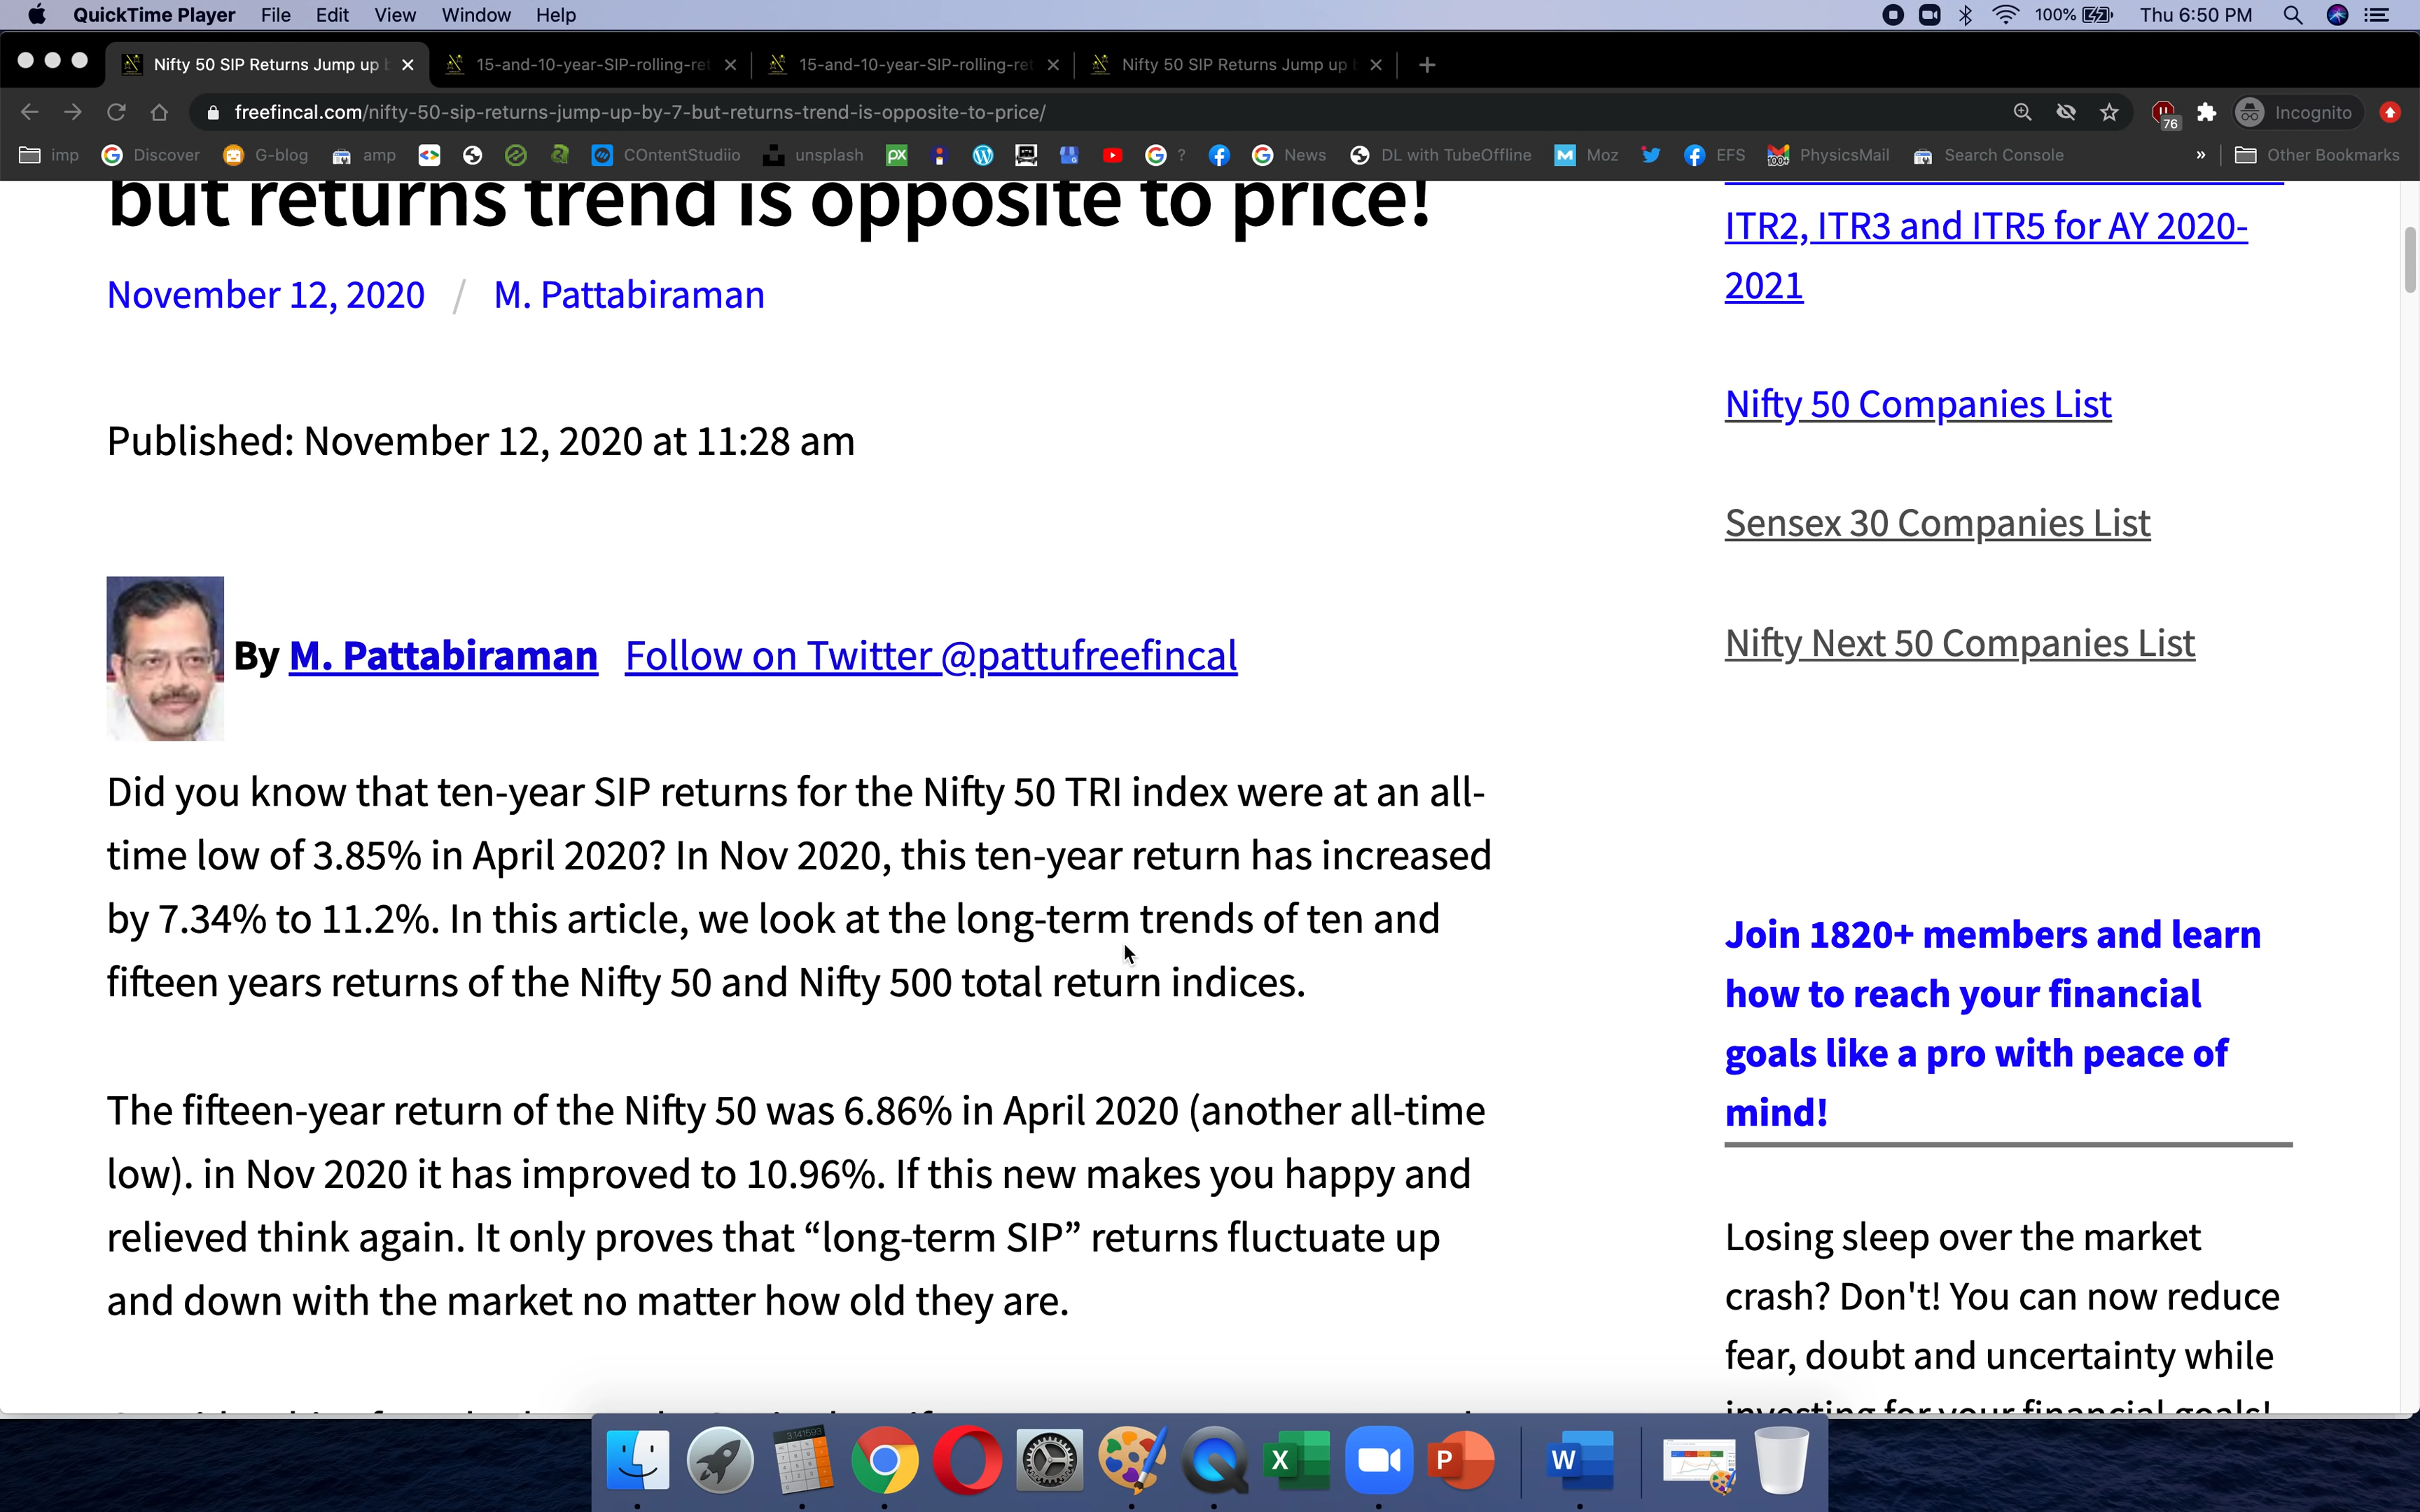 QuickTime Player File Edit View Window Help 100% Thu 6:50 PM
Nifty 50 SIP Returns Jump up b 15-and-10-year-SIP-rolling-ret 15-and-10-year-SIP-rolling-ret Nifty 50 SIP Returns Jump up b
freefincal.com/nifty-50-sip-returns-jump-up-by-7-but-returns-trend-is-opposite-to-price/ 76 Incognito
imp Discover G-blog amp COntentStudiio unsplash px ? News DL with TubeOffline M Moz EFS 100+ PhysicsMail Search Console » Other Bookmarks
but returns trend is opposite to price!
November 12, 2020 / M. Pattabiraman
Published: November 12, 2020 at 11:28 am
By M. Pattabiraman Follow on Twitter @pattufreefincal
Did you know that ten-year SIP returns for the Nifty 50 TRI index were at an all-
time low of 3.85% in April 2020? In Nov 2020, this ten-year return has increased
by 7.34% to 11.2%. In this article, we look at the long-term trends of ten and
fifteen years returns of the Nifty 50 and Nifty 500 total return indices.
The fifteen-year return of the Nifty 50 was 6.86% in April 2020 (another all-time
low). in Nov 2020 it has improved to 10.96%. If this new makes you happy and
relieved think again. It only proves that “long-term SIP” returns fluctuate up
and down with the market no matter how old they are.
ITR2, ITR3 and ITR5 for AY 2020-
2021
Nifty 50 Companies List
Sensex 30 Companies List
Nifty Next 50 Companies List
Join 1820+ members and learn
how to reach your financial
goals like a pro with peace of
mind!
Losing sleep over the market
crash? Don't! You can now reduce
fear, doubt and uncertainty while
investing for your financial goals!
3.141593
X
P
W